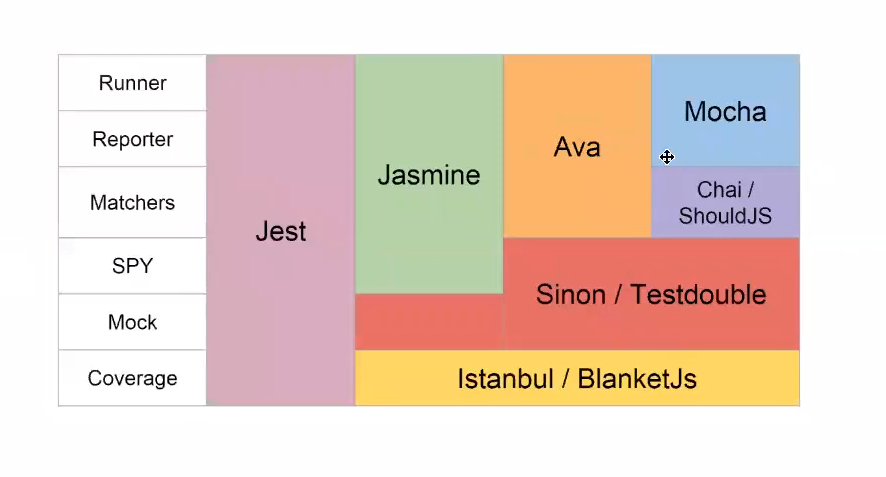 Runner
Reporter
Matchers
SPY
Mock
Coverage
Jest
Jasmine
Ava
Mocha
Chai /
ShouldJS
Sinon / Testdouble
Istanbul / BlanketJs